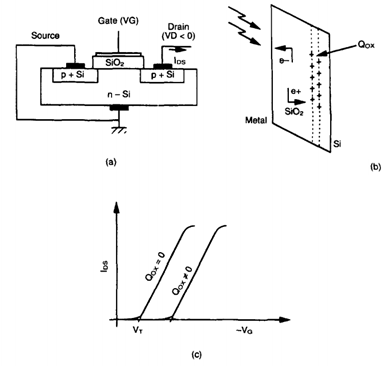 Gate (VG)
Source
Drain
(VD < 0)
IDS
SiO2
p + Si
p + Si
n – Si
(a)
QOX
e–
e+
SiO2
Metal
Si
(b)
IDS
QOX = 0
QOX ≠ 0
VT
–VG
(c)